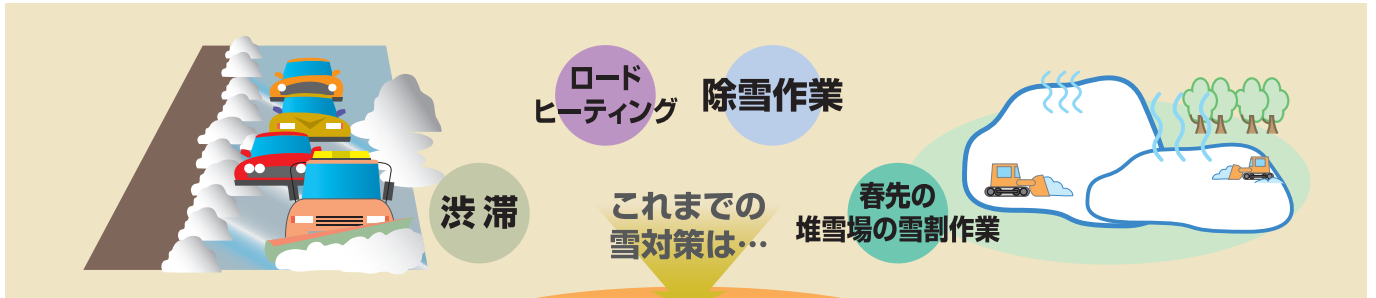 ロード
ヒーティング
除雪作業
渋滞
これまでの
雪対策は…
春先の
堆雪場の雪割作業